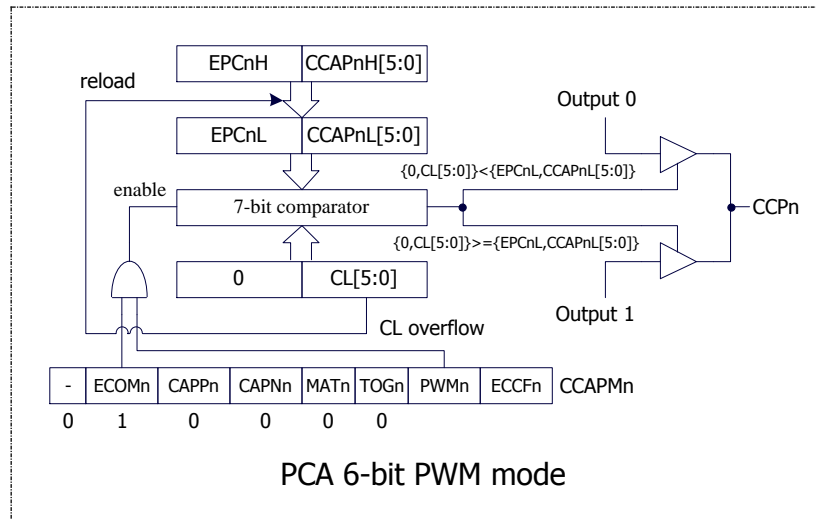 EPCnH CCAPnH[5:0]
reload
Output 0
EPCnL CCAPnL[5:0]
{0,CL[5:0]}<{EPCnL,CCAPnL[5:0]}
enable
7-bit comparator
CCPn
{0,CL[5:0]}>={EPCnL,CCAPnL[5:0]}
0 CL[5:0]
Output 1
CL overflow
- ECOMn CAPPn CAPNn MATn TOGn PWMn ECCFn CCAPMn
0 1 0 0 0 0
PCA 6-bit PWM mode